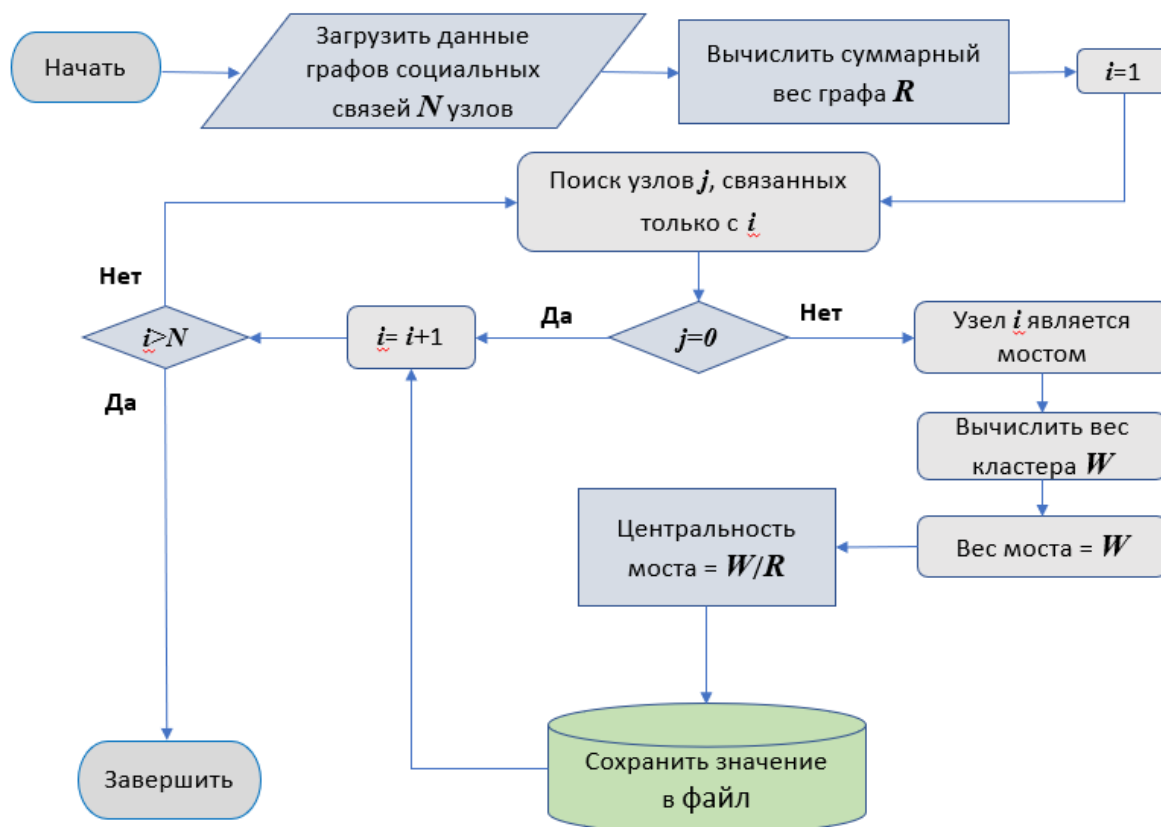 Начать
Загрузить данные
графов социальных
связей N узлов
Вычислить суммарный
вес графа R
i=1
Поиск узлов j, связанных
только с i
Нет
i>N
Да
i= i+1
Да
j=0
Нет
Узел i является
мостом
Вычислить вес
кластера W
Вес моста = W
Центральность
моста = W/R
Сохранить значение
в файл
Завершить